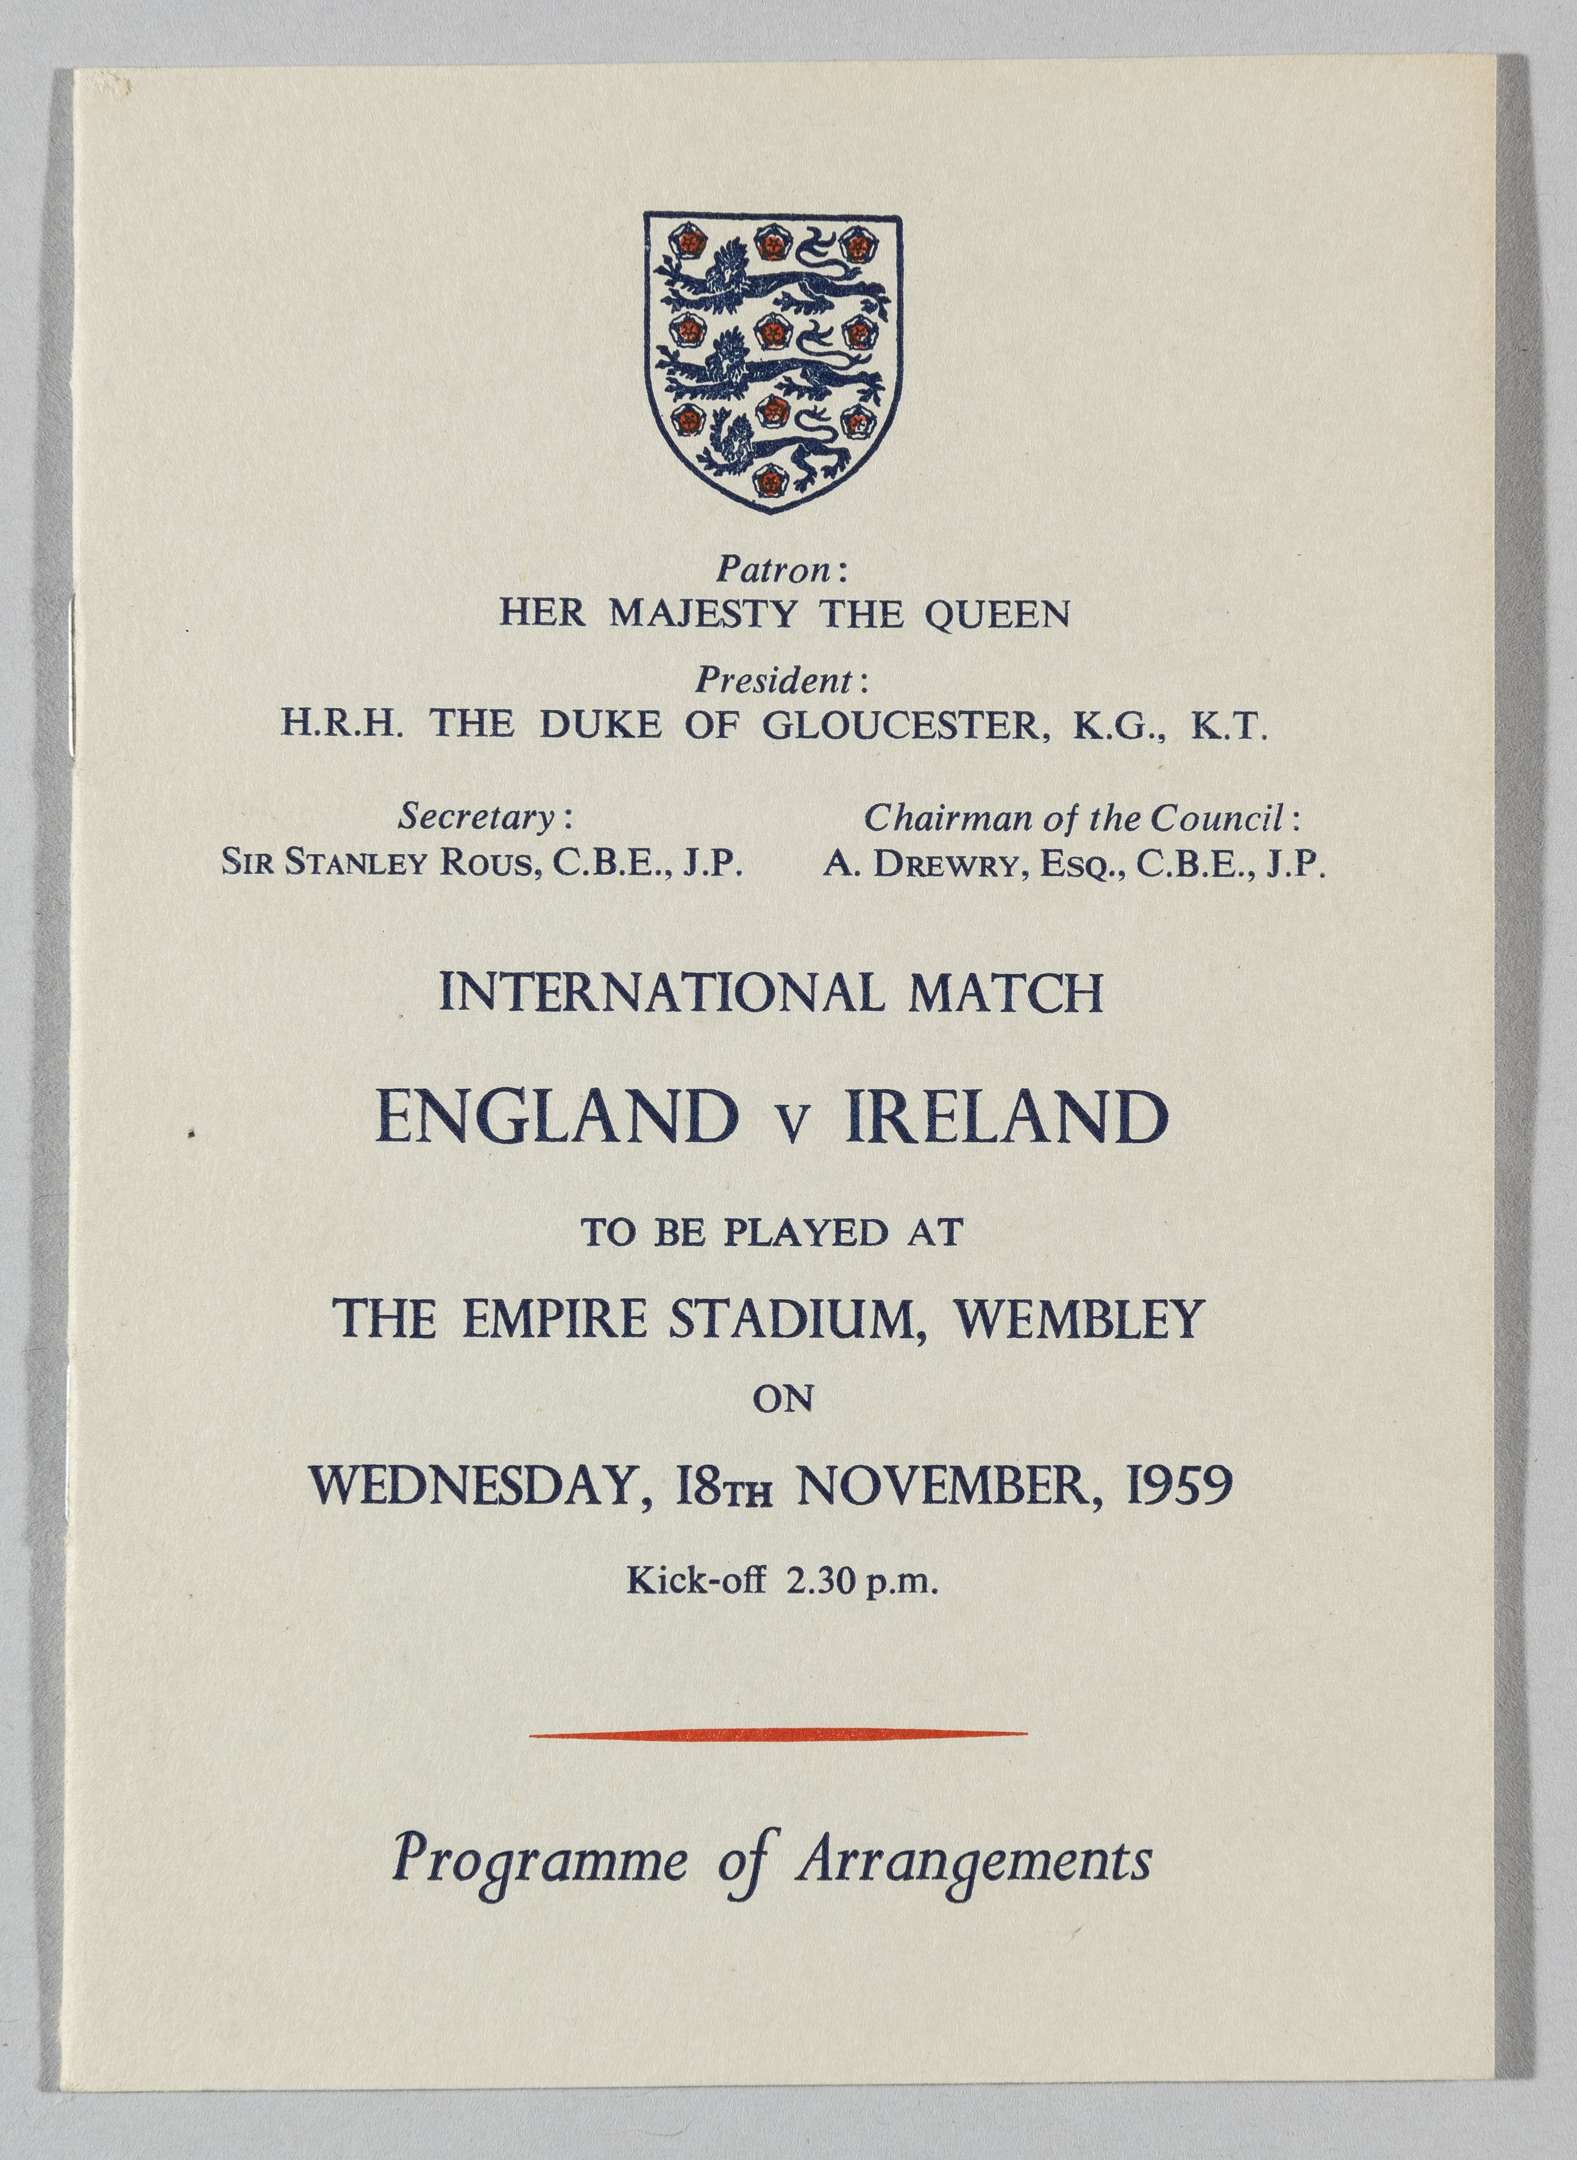 Patron:
HER MAJESTY THE QUEEN
President:
H.R.H. THE DUKE OF GLOUCESTER, K.G., K.T.
Secretary:
SIR STANLEY ROUS, C.B.E., J.P.
Chairman of the Council:
A. DREWRY, ESQ., C.B.E., J.P.
INTERNATIONAL MATCH
ENGLAND v IRELAND
TO BE PLAYED AT
THE EMPIRE STADIUM, WEMBLEY
ON
WEDNESDAY, 18TH NOVEMBER, 1959
Kick-off 2.30 p.m.
Programme of Arrangements